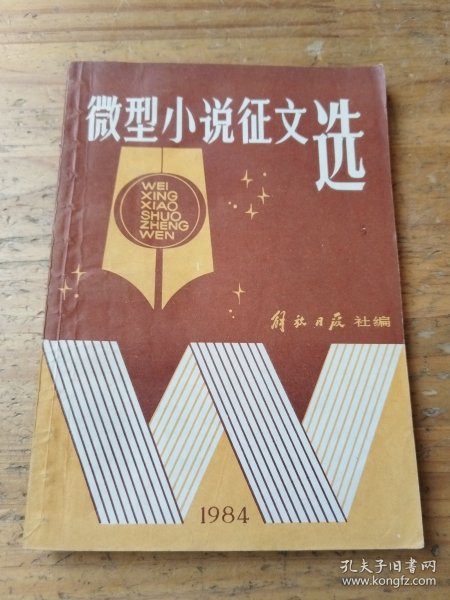 微型小说征文选
WEI
XING
XIAO
SHUO
ZHENG
WEN
解放日报 社编
1984
孔夫子旧书网
www.kongfz.com